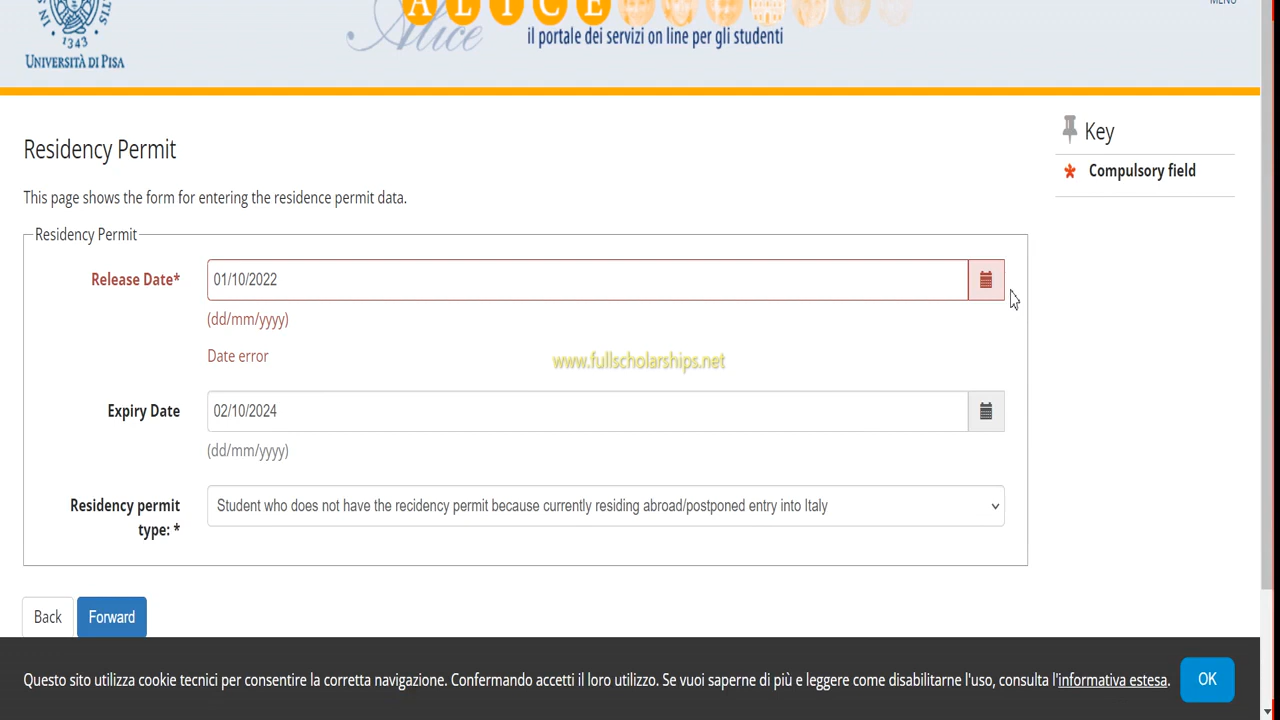 MENU
ALICE
Alice
il portale dei servizi on line per gli studenti
1343
UNIVERSITÀ DI PISA
Residency Permit
Key
This page shows the form for entering the residence permit data.
* Compulsory field
Residency Permit
Release Date*
01/10/2022
(dd/mm/yyyy)
Date error
www.fullscholarships.net
Expiry Date
02/10/2024
(dd/mm/yyyy)
Residency permit
type: *
Student who does not have the recidency permit because currently residing abroad/postponed entry into Italy
Back
Forward
Questo sito utilizza cookie tecnici per consentire la corretta navigazione. Confermando accetti il loro utilizzo. Se vuoi saperne di più e leggere come disabilitarne l'uso, consulta l'informativa estesa.
OK